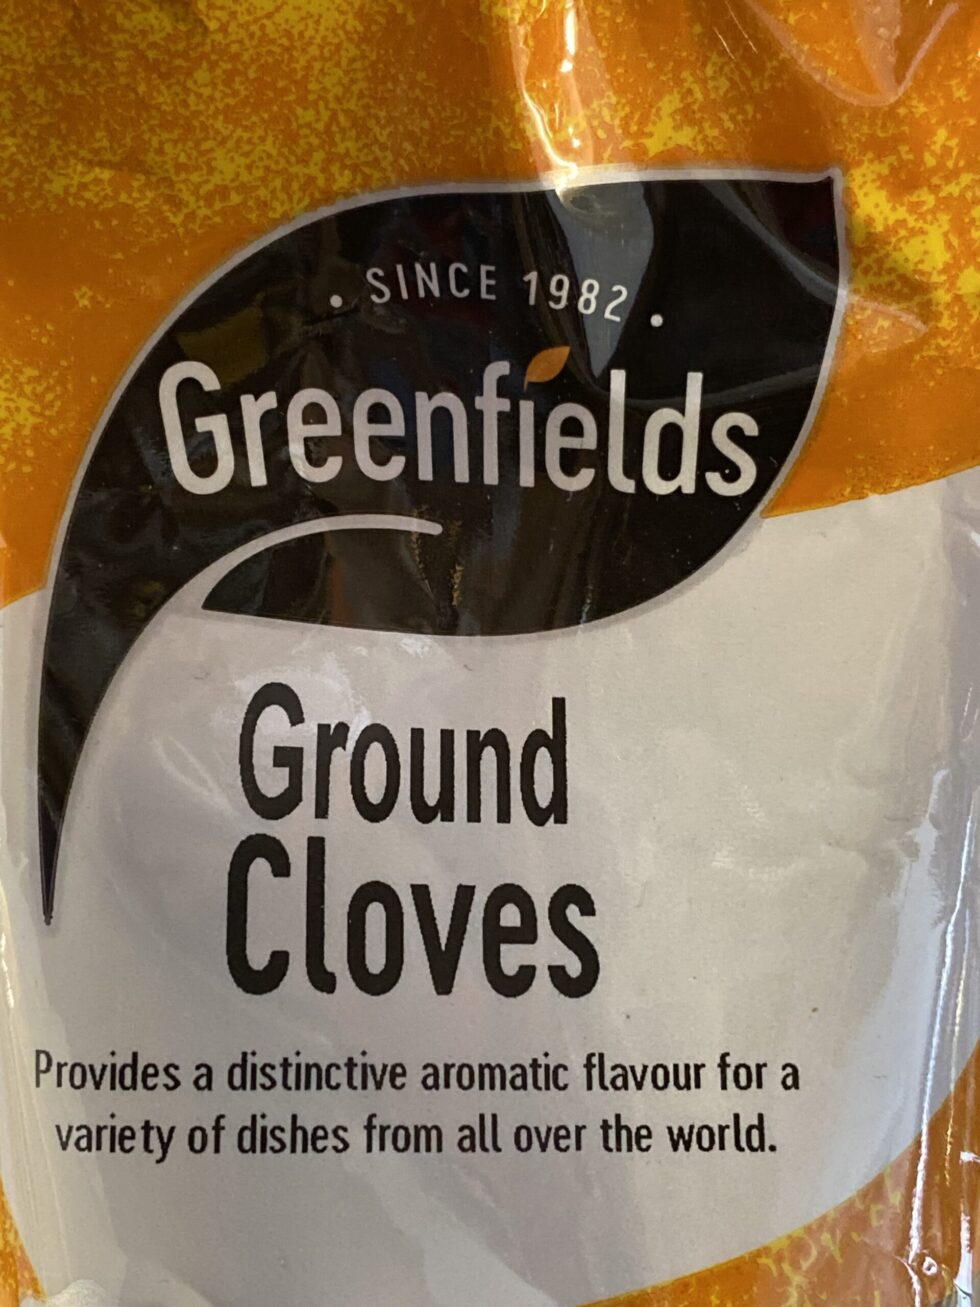 · SINCE 1982 ·
Greenfields
Ground
Cloves
Provides a distinctive aromatic flavour for a
variety of dishes from all over the world.